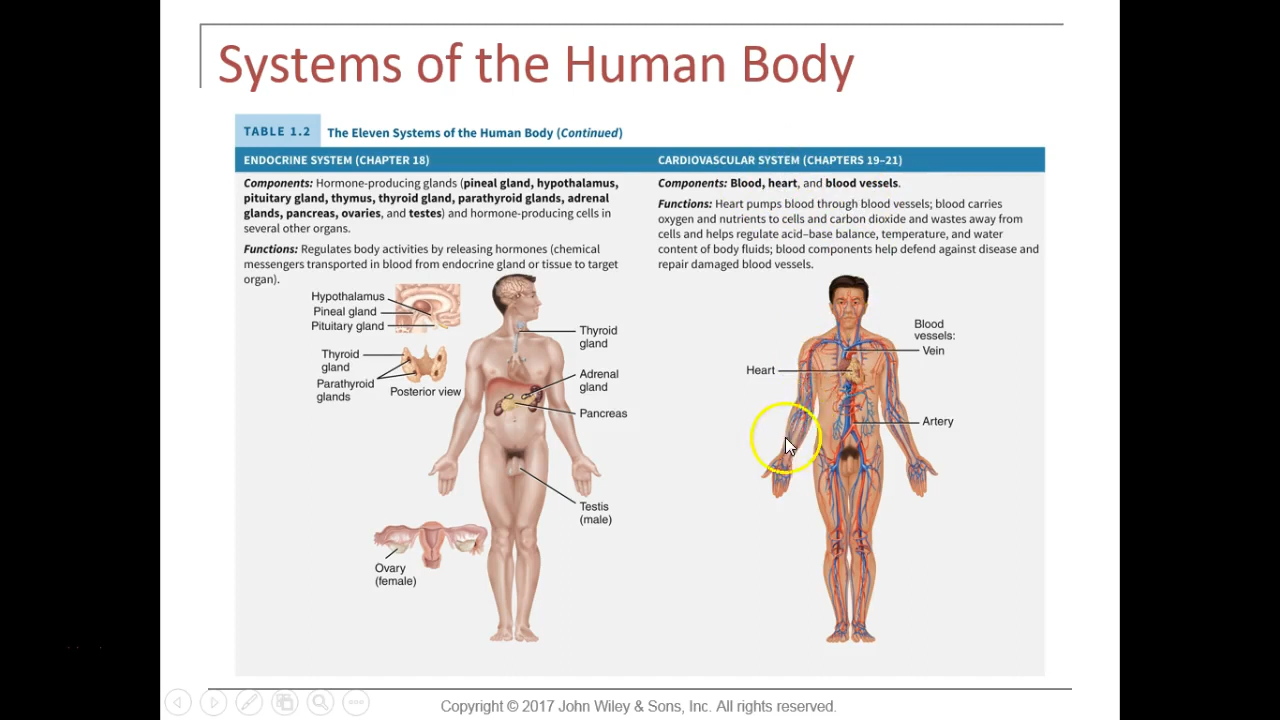 Systems of the Human Body
TABLE 1.2 The Eleven Systems of the Human Body (Continued)
ENDOCRINE SYSTEM (CHAPTER 18)
Components: Hormone-producing glands (pineal gland, hypothalamus,
pituitary gland, thymus, thyroid gland, parathyroid glands, adrenal
glands, pancreas, ovaries, and testes) and hormone-producing cells in
several other organs.
Functions: Regulates body activities by releasing hormones (chemical
messengers transported in blood from endocrine gland or tissue to target
organ).
Hypothalamus
Pineal gland
Pituitary gland
Thyroid
gland
Parathyroid
glands
Posterior view
Thyroid
gland
Adrenal
gland
Pancreas
Testis
(male)
Ovary
(female)
CARDIOVASCULAR SYSTEM (CHAPTERS 19–21)
Components: Blood, heart, and blood vessels.
Functions: Heart pumps blood through blood vessels; blood carries
oxygen and nutrients to cells and carbon dioxide and wastes away from
cells and helps regulate acid–base balance, temperature, and water
content of body fluids; blood components help defend against disease and
repair damaged blood vessels.
Blood
vessels:
Vein
Heart
Artery
Copyright © 2017 John Wiley & Sons, Inc. All rights reserved.